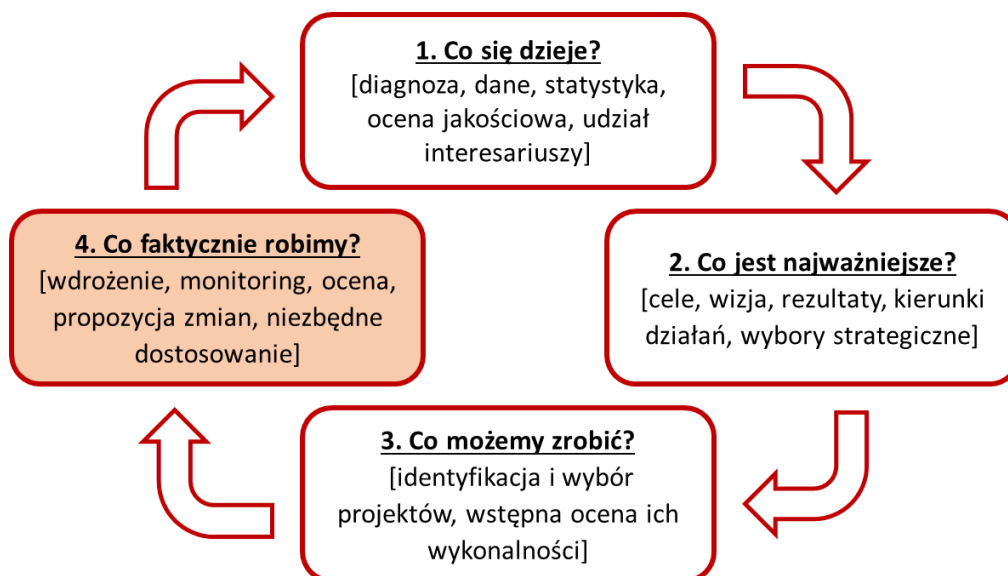 1. Co się dzieje?
[diagnoza, dane, statystyka,
ocena jakościowa, udział
interesariuszy]
2. Co jest najważniejsze?
[cele, wizja, rezultaty, kierunki
działań, wybory strategiczne]
3. Co możemy zrobić?
[identyfikacja i wybór
projektów, wstępna ocena ich
wykonalności]
4. Co faktycznie robimy?
[wdrożenie, monitoring, ocena,
propozycja zmian, niezbędne
dostosowanie]